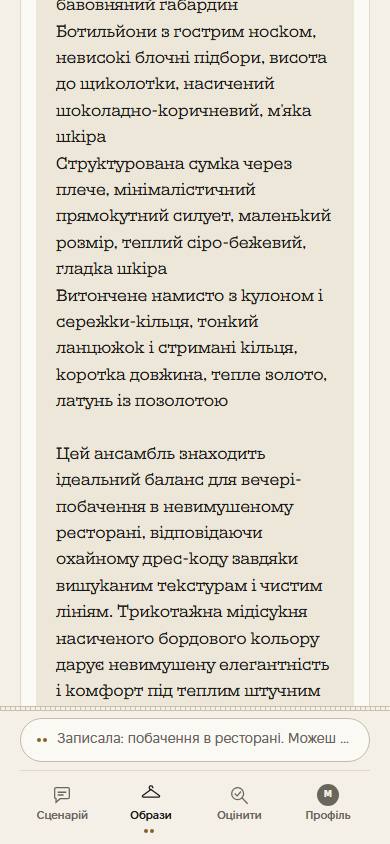 бавовняний габардин
Ботильйони з гострим носком,
невисокі блочні підбори, висота
до щиколотки, насичений
шоколадно-коричневий, м'яка
шкіра
Структурована сумка через
плече, мінімалістичний
прямокутний силует, маленький
розмір, теплий сіро-бежевий,
гладка шкіра
Витончене намисто з кулоном і
сережки-кільця, тонкий
ланцюжок і стримані кільця,
коротка довжина, тепле золото,
латунь із позолотою
Цей ансамбль знаходить
ідеальний баланс для вечері-
побачення в невимушеному
ресторані, відповідаючи
охайному дрес-коду завдяки
вишуканим текстурам і чистим
лініям. Трикотажна мідісукня
насиченого бордового кольору
дарує невимушену елегантність
і комфорт під теплим штучним
Записала: побачення в ресторані. Можеш ...
Сценарій
Образи
Оцінити
М
Профіль